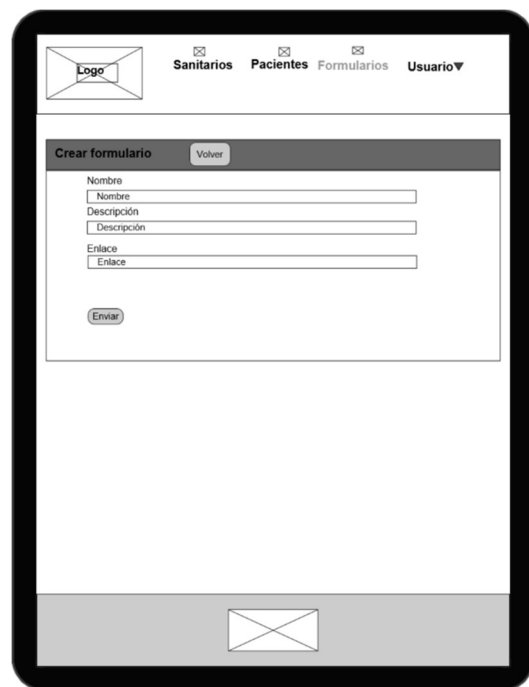 Logo
Sanitarios Pacientes Formularios Usuario▼
Crear formulario Volver
Nombre
Nombre
Descripción
Descripción
Enlace
Enlace
Enviar